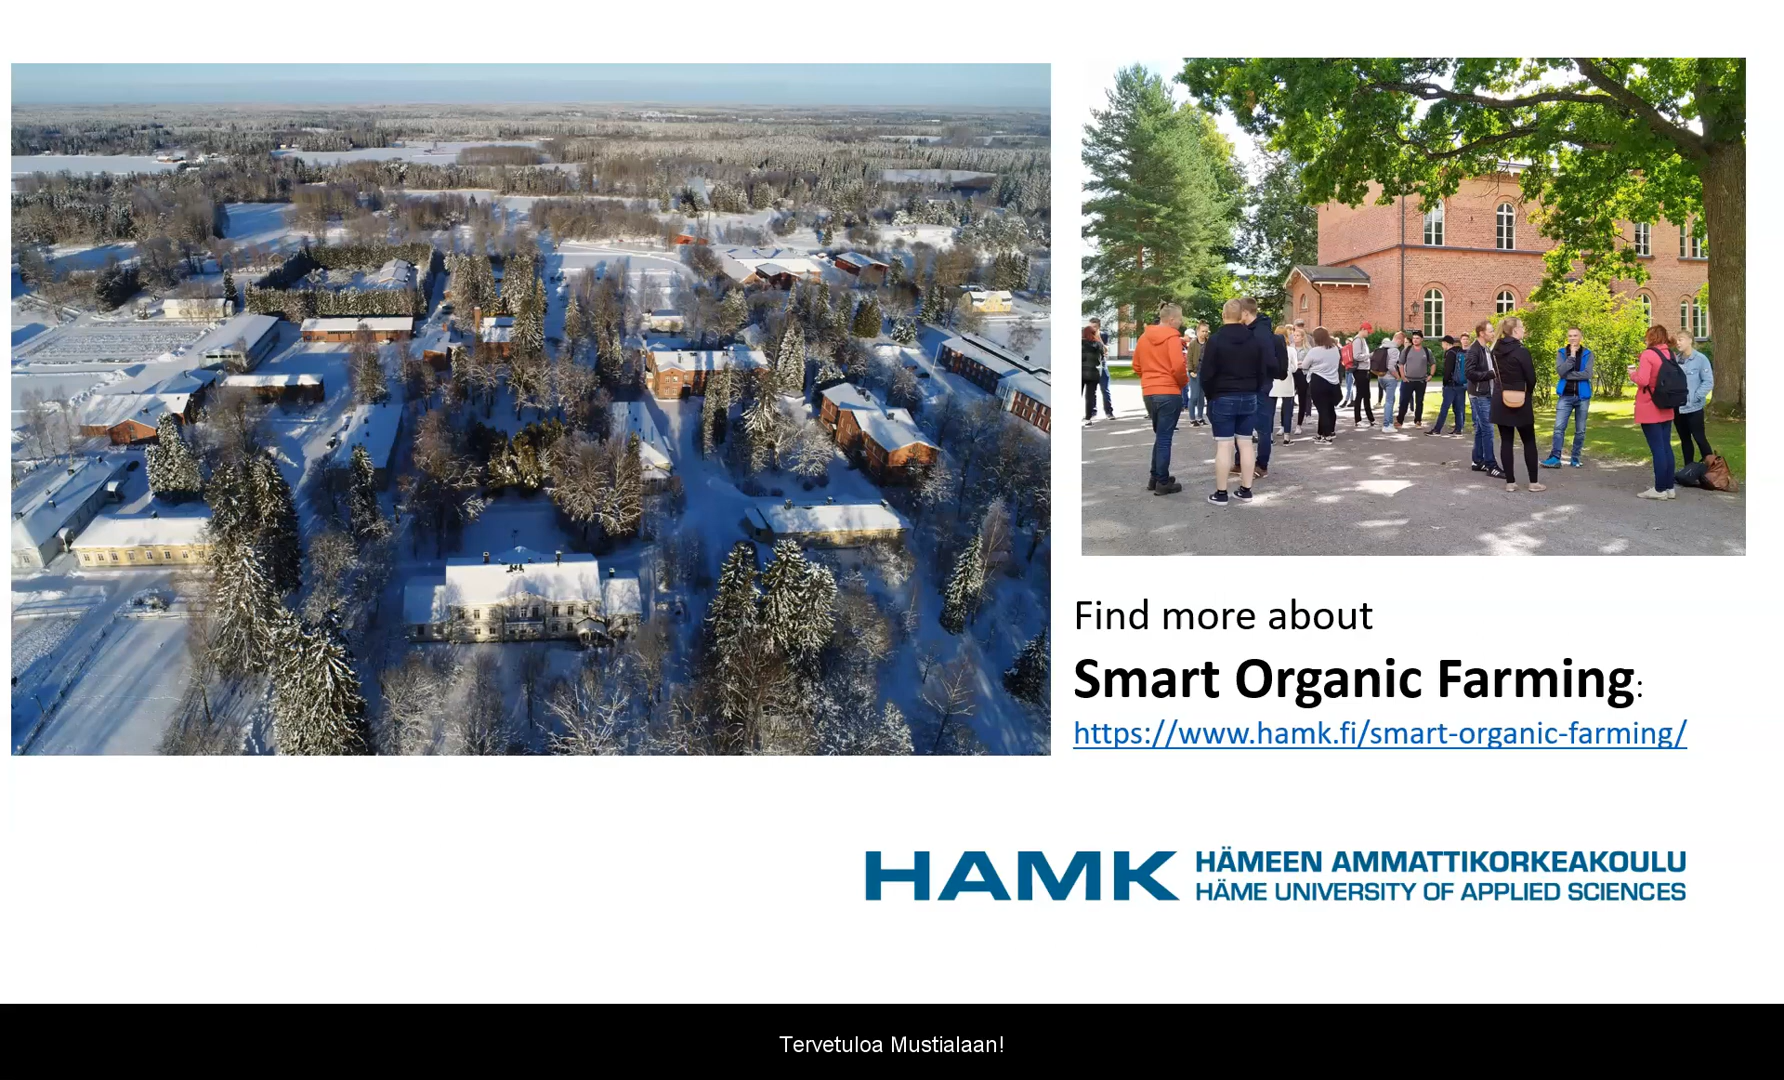 Find more about
Smart Organic Farming:
https://www.hamk.fi/smart-organic-farming/
HAMK
HÄMEEN AMMATTIKORKEAKOULU
HÄME UNIVERSITY OF APPLIED SCIENCES
Tervetuloa Mustialaan!